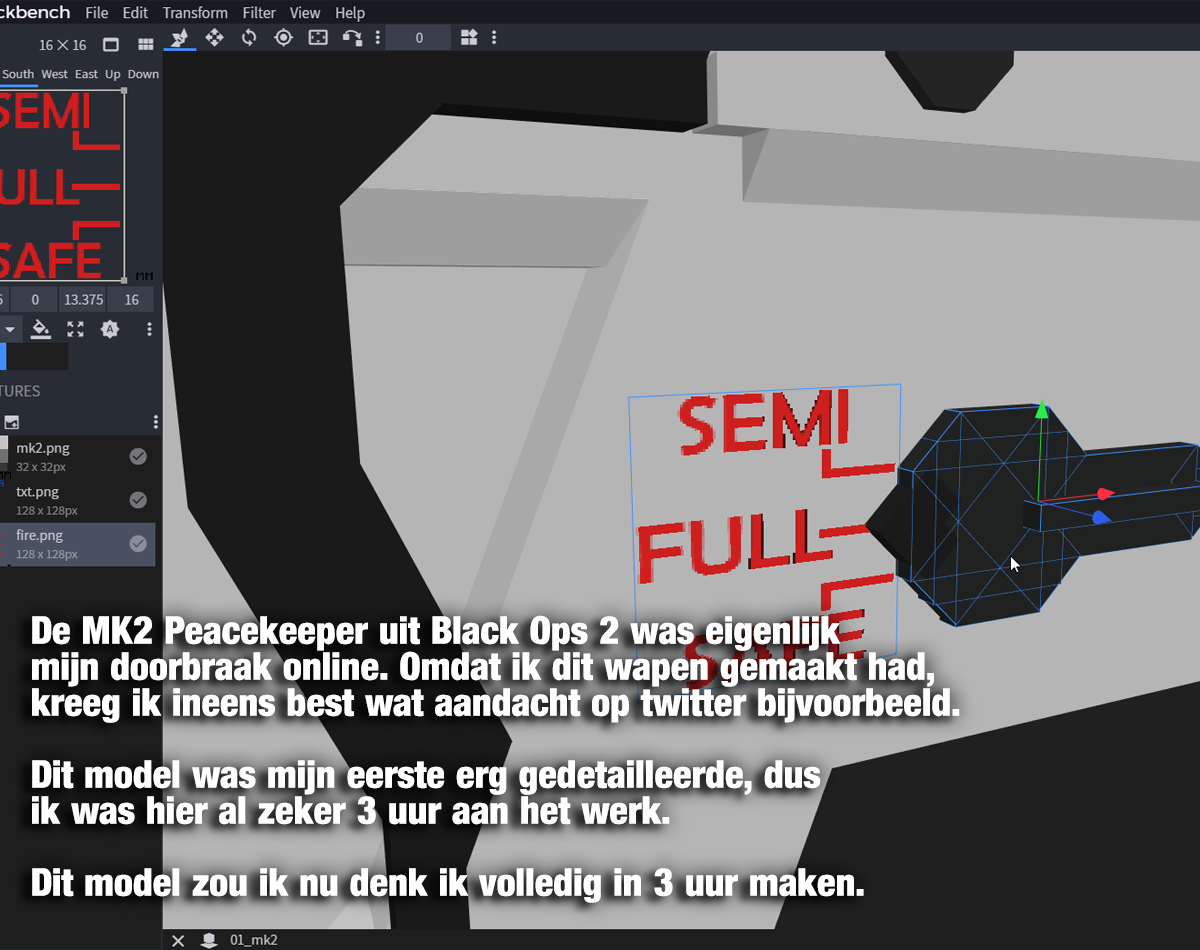 ckbench File Edit Transform Filter View Help
16 × 16
0
South West East Up Down
SEMI
ULL
SAFE
0 13.375 16
TURES
mk2.png
32 x 32px
txt.png
128 x 128px
fire.png
128 x 128px
SEMI
FULL
SAFE
De MK2 Peacekeeper uit Black Ops 2 was eigenlijk
mijn doorbraak online. Omdat ik dit wapen gemaakt had,
kreeg ik ineens best wat aandacht op twitter bijvoorbeeld.
Dit model was mijn eerste erg gedetailleerde, dus
ik was hier al zeker 3 uur aan het werk.
Dit model zou ik nu denk ik volledig in 3 uur maken.
01_mk2